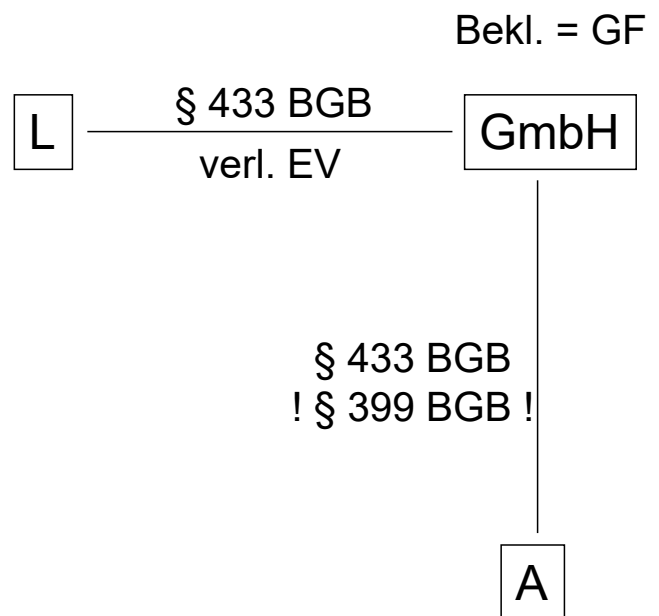 Bekl. = GF
L
§ 433 BGB
verl. EV
GmbH
§ 433 BGB
! § 399 BGB !
A